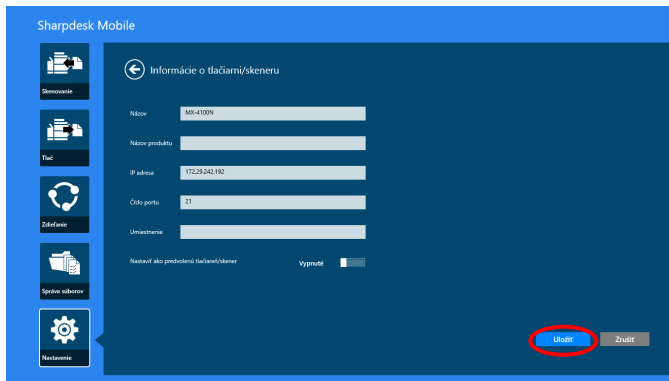 Sharpdesk Mobile
Skenovanie
Tlač
Zdieľanie
Správa súborov
Nastavenie
Informácie o tlačiarni/skeneru
Názov MX-4100N
Názov produktu
IP adresa 172.29.242.192
Číslo portu 21
Umiestnenie
Nastaviť ako predvolenú tlačiareň/skener Vypnuté
Uložiť Zrušiť